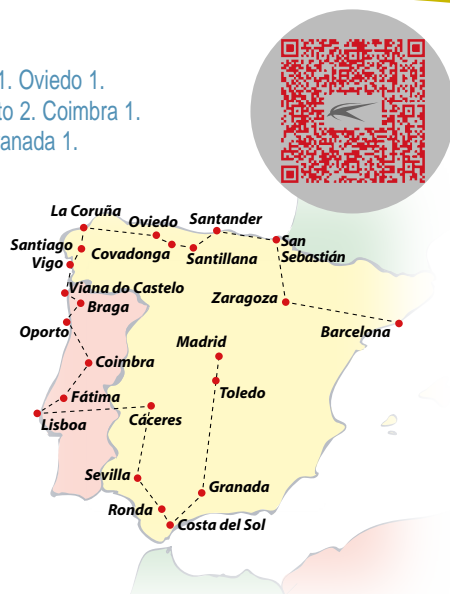 1. Oviedo 1.
to 2. Coimbra 1.
anada 1.
La Coruña
Oviedo
Santander
Santiago
Covadonga
Santillana
San
Sebastián
Vigo
Viana do Castelo
Braga
Zaragoza
Oporto
Barcelona
Madrid
Coimbra
Toledo
Fátima
Cáceres
Lisboa
Sevilla
Granada
Ronda
Costa del Sol